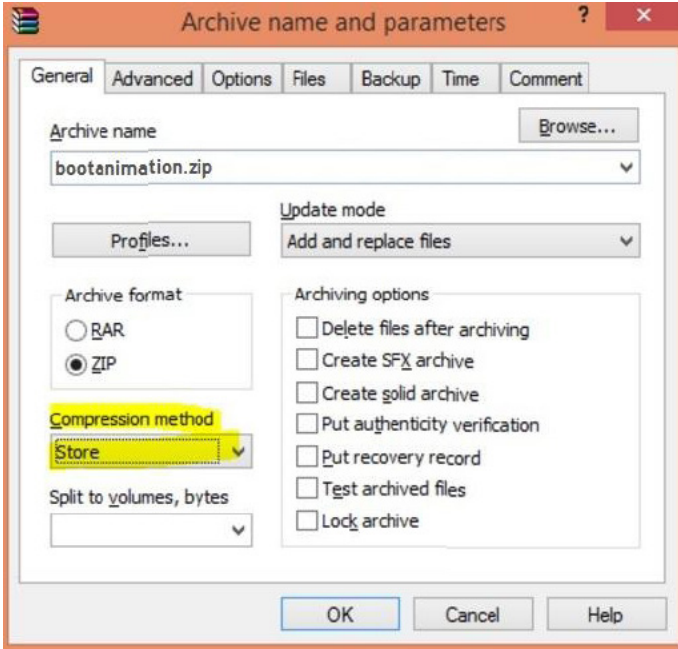 Archive name and parameters
?
×
General Advanced Options Files Backup Time Comment
Archive name
Browse...
bootanimation.zip
Update mode
Profiles...
Add and replace files
Archive format
RAR
ZIP
Archiving options
Delete files after archiving
Create SFX archive
Create solid archive
Put authenticity verification
Put recovery record
Test archived files
Lock archive
Compression method
Store
Split to volumes, bytes
OK Cancel Help